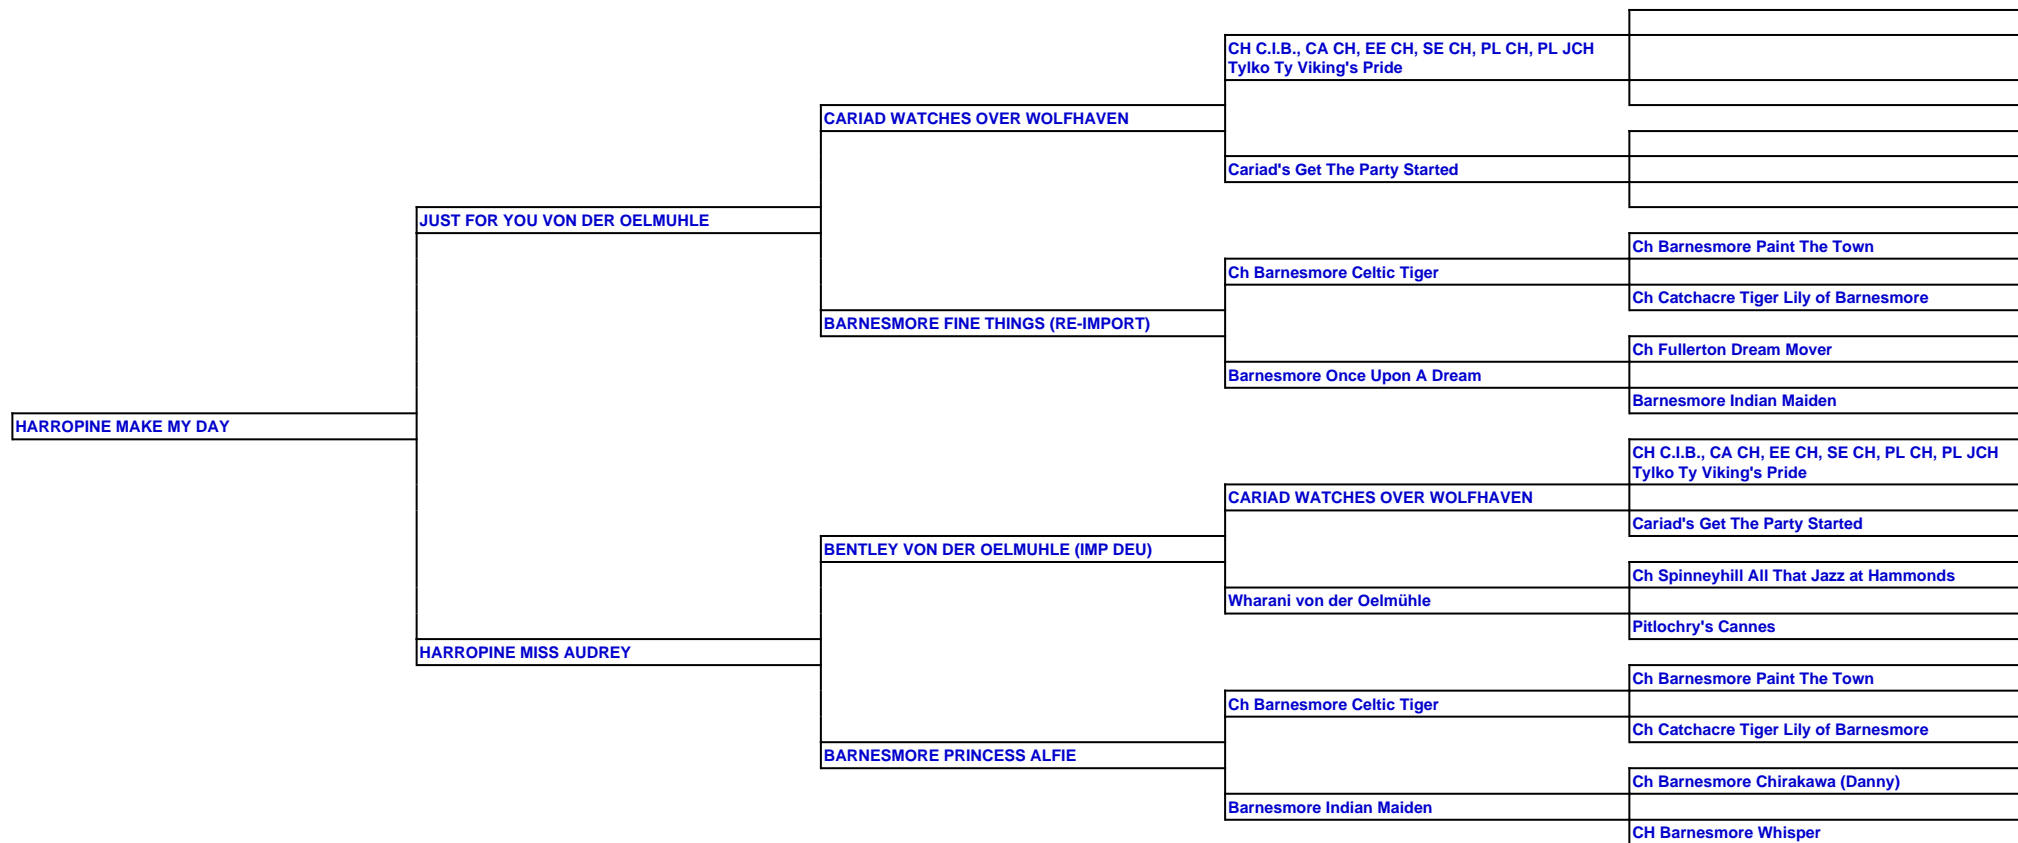 CH C.I.B., CA CH, EE CH, SE CH, PL CH, PL JCH
Tylko Ty Viking's Pride
CARIAD WATCHES OVER WOLFHAVEN
Cariad's Get The Party Started
JUST FOR YOU VON DER OELMUHLE
Ch Barnesmore Paint The Town
Ch Barnesmore Celtic Tiger
Ch Catchacre Tiger Lily of Barnesmore
BARNESMORE FINE THINGS (RE-IMPORT)
Ch Fullerton Dream Mover
Barnesmore Once Upon A Dream
Barnesmore Indian Maiden
HARROPINE MAKE MY DAY
CH C.I.B., CA CH, EE CH, SE CH, PL CH, PL JCH
Tylko Ty Viking's Pride
CARIAD WATCHES OVER WOLFHAVEN
Cariad's Get The Party Started
BENTLEY VON DER OELMUHLE (IMP DEU)
Ch Spinneyhill All That Jazz at Hammonds
Wharani von der Oelmühle
Pitlochry's Cannes
HARROPINE MISS AUDREY
Ch Barnesmore Paint The Town
Ch Barnesmore Celtic Tiger
Ch Catchacre Tiger Lily of Barnesmore
BARNESMORE PRINCESS ALFIE
Ch Barnesmore Chirakawa (Danny)
Barnesmore Indian Maiden
CH Barnesmore Whisper